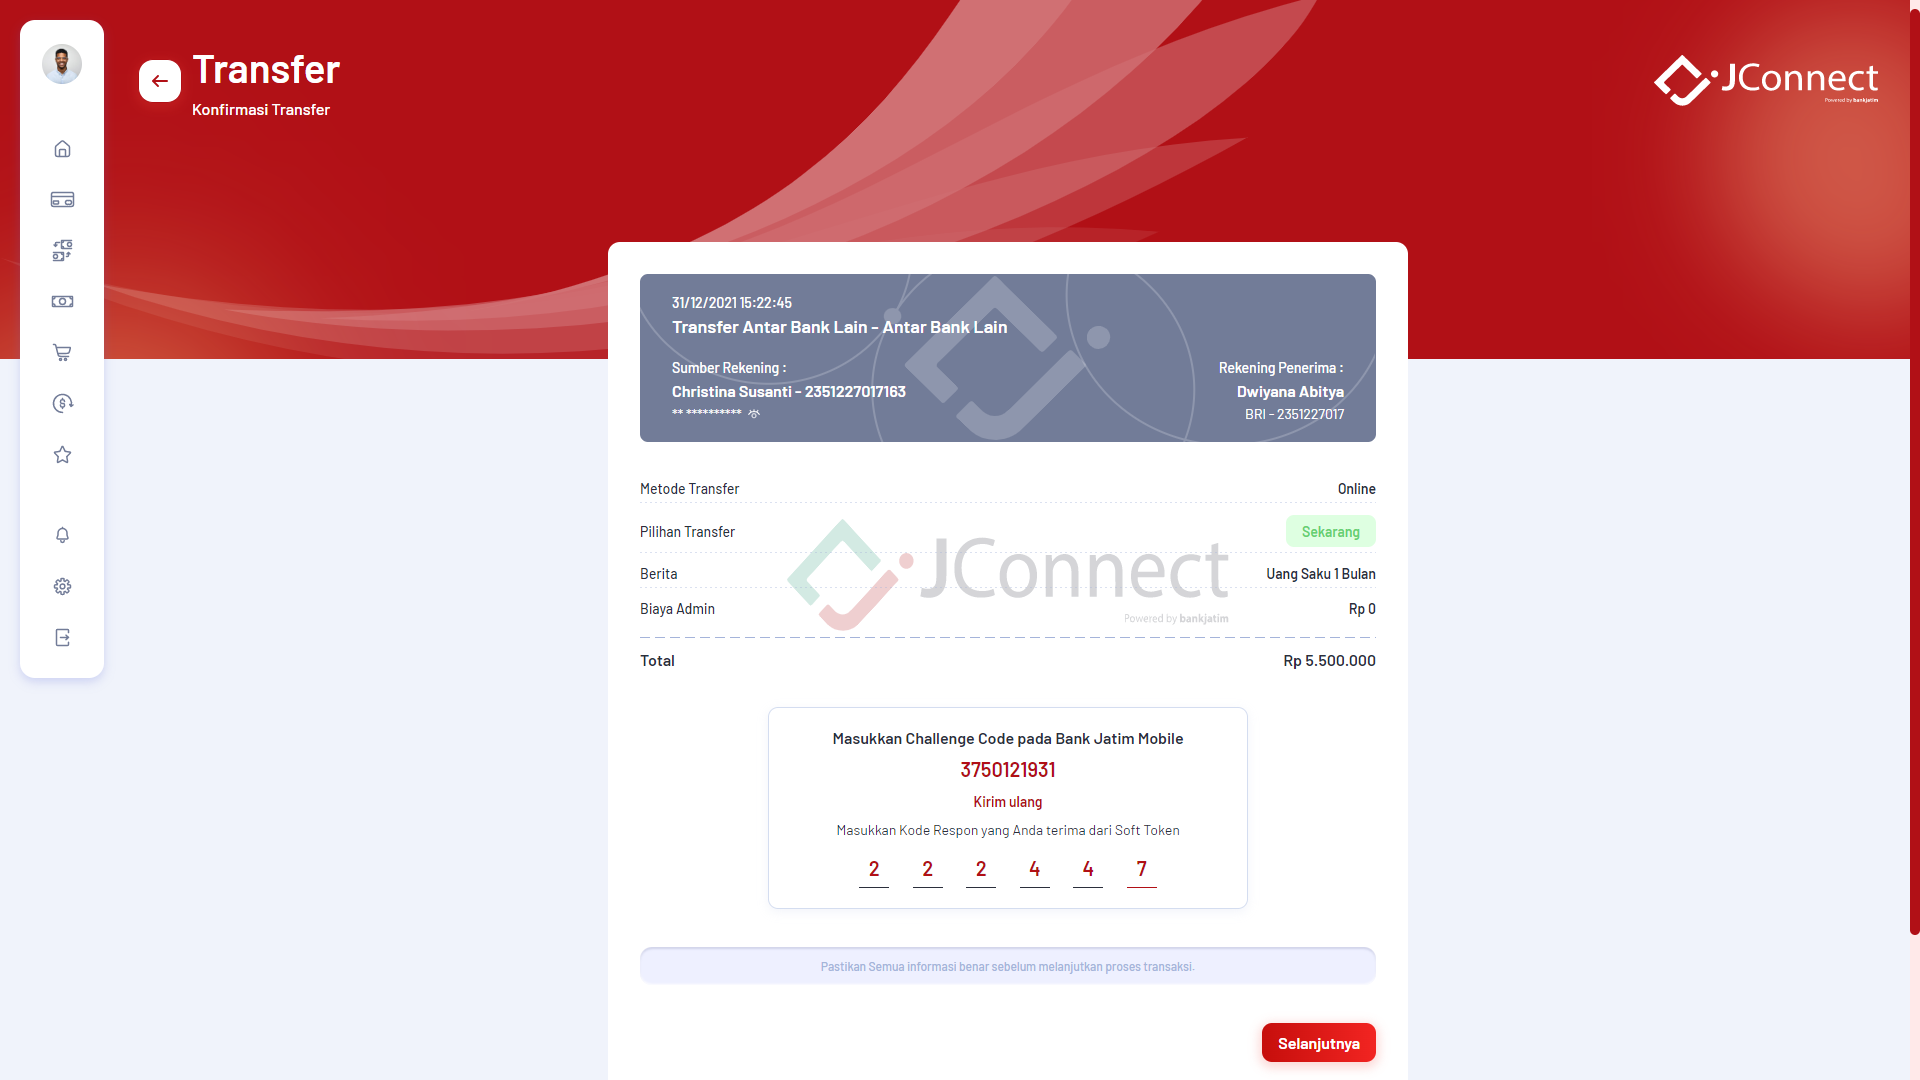 Transfer
Konfirmasi Transfer
JConnect
Powered by bankjatim
31/12/2021 15:22:45
Transfer Antar Bank Lain - Antar Bank Lain
Sumber Rekening :
Rekening Penerima :
Christina Susanti - 2351227017163
Dwiyana Abitya
** **********
BRI - 2351227017
Metode Transfer
Online
Pilihan Transfer
Sekarang
JConnect
Powered by bankjatim
Berita
Uang Saku 1 Bulan
Biaya Admin
Rp 0
Total
Rp 5.500.000
Masukkan Challenge Code pada Bank Jatim Mobile
3750121931
Kirim ulang
Masukkan Kode Respon yang Anda terima dari Soft Token
2 2 2 4 4 7
Pastikan Semua informasi benar sebelum melanjutkan proses transaksi.
Selanjutnya